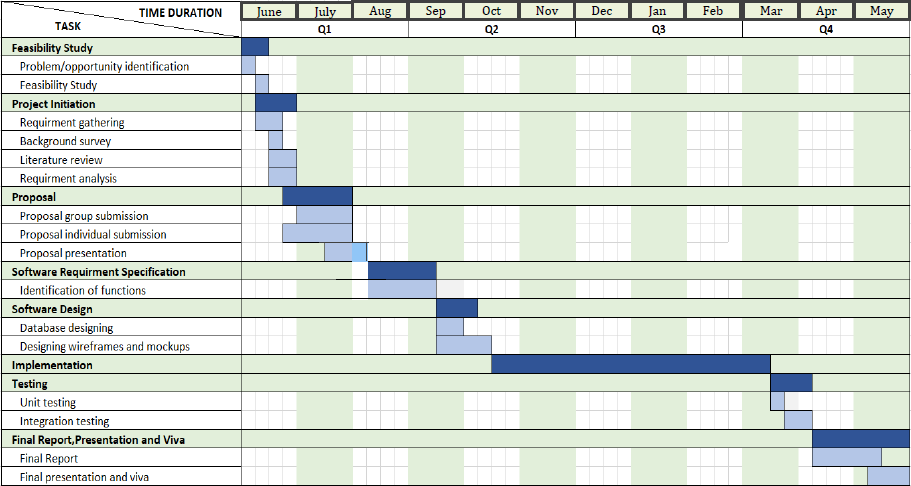 TIME DURATION
TASK
June July Aug Sep Oct Nov Dec Jan Feb Mar Apr May
Q1 Q2 Q3 Q4
Feasibility Study
Problem/opportunity identification
Feasibility Study
Project Initiation
Requirment gathering
Background survey
Literature review
Requirment analysis
Proposal
Proposal group submission
Proposal individual submission
Proposal presentation
Software Requirment Specification
Identification of functions
Software Design
Database designing
Designing wireframes and mockups
Implementation
Testing
Unit testing
Integration testing
Final Report,Presentation and Viva
Final Report
Final presentation and viva